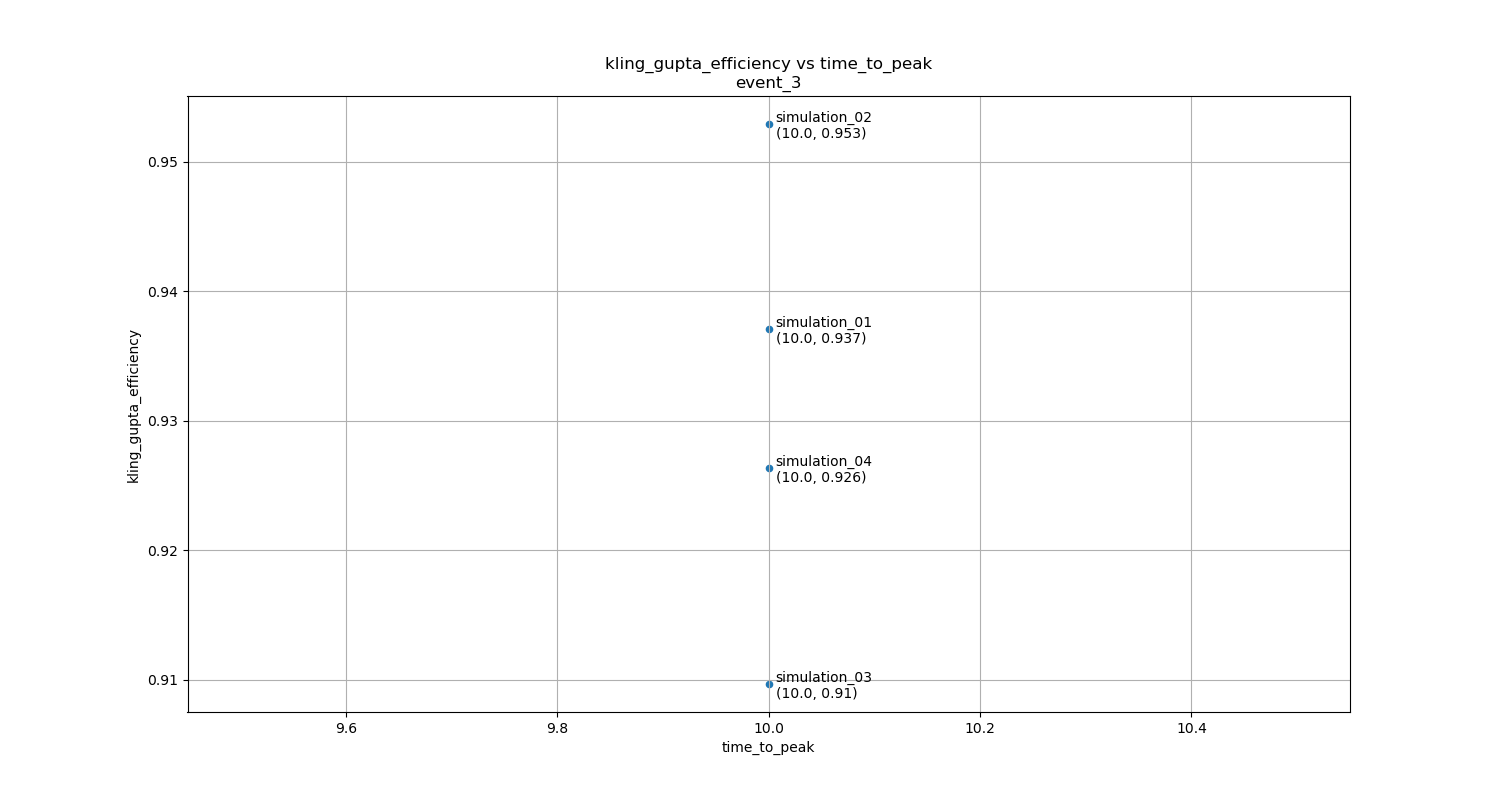 kling_gupta_efficiency vs time_to_peak
event_3
simulation_02
(10.0, 0.953)
0.95
0.94
simulation_01
(10.0, 0.937)
kling_gupta_efficiency
0.93
simulation_04
(10.0, 0.926)
0.92
simulation_03
0.91
(10.0, 0.91)
9.6 9.8 10.0 10.2 10.4
time_to_peak